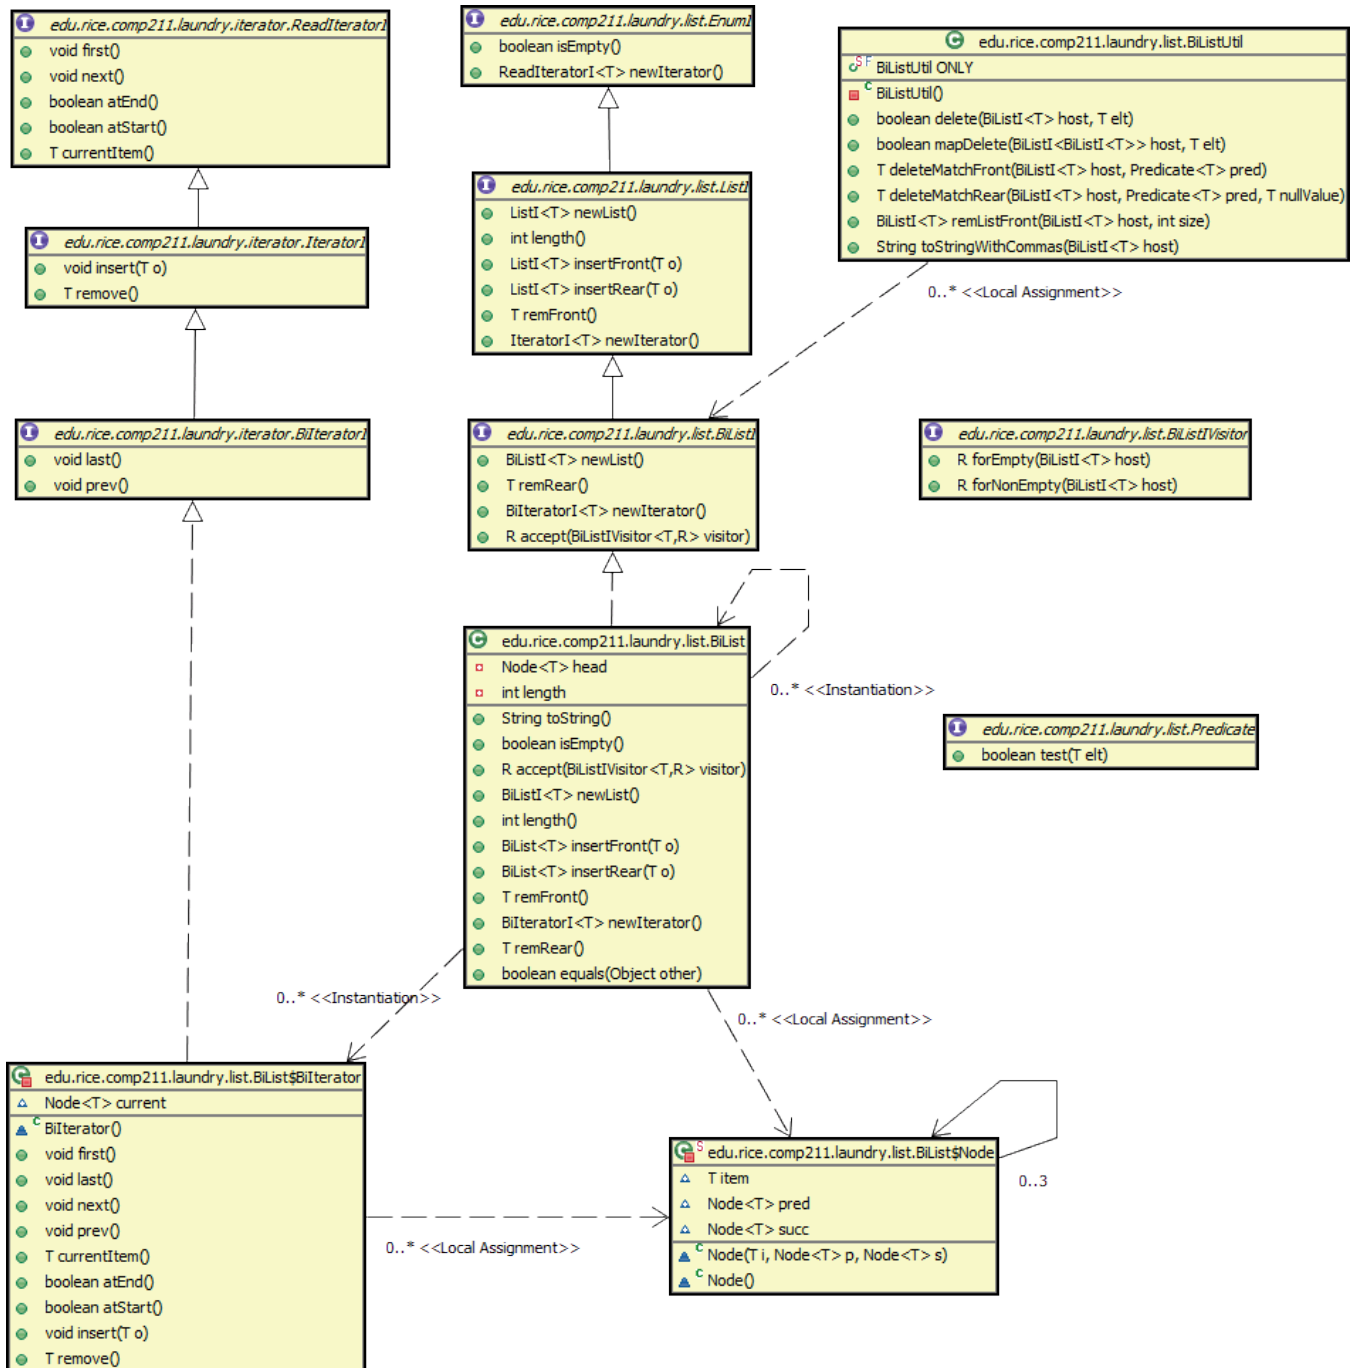 edu.rice.comp211.laundry.iterator.ReadIteratorI
void first()
void next()
boolean atEnd()
boolean atStart()
T currentItem()
edu.rice.comp211.laundry.list.EnumI
boolean isEmpty()
ReadIteratorI<T> newIterator()
edu.rice.comp211.laundry.list.BiListUtil
S F BiListUtil ONLY
C BiListUtil()
boolean delete(BiListI<T> host, T elt)
boolean mapDelete(BiListI<BiListI<T>> host, T elt)
T deleteMatchFront(BiListI<T> host, Predicate<T> pred)
T deleteMatchRear(BiListI<T> host, Predicate<T> pred, T nullValue)
BiListI<T> remListFront(BiListI<T> host, int size)
String toStringWithCommas(BiListI<T> host)
edu.rice.comp211.laundry.iterator.IteratorI
void insert(T o)
T remove()
edu.rice.comp211.laundry.list.ListI
ListI<T> newList()
int length()
ListI<T> insertFront(T o)
ListI<T> insertRear(T o)
T remFront()
IteratorI<T> newIterator()
0..* <<Local Assignment>>
edu.rice.comp211.laundry.iterator.BiIteratorI
void last()
void prev()
edu.rice.comp211.laundry.list.BiListI
BiListI<T> newList()
T remRear()
BiIteratorI<T> newIterator()
R accept(BiListIVisitor<T,R> visitor)
edu.rice.comp211.laundry.list.BiListIVisitor
R forEmpty(BiListI<T> host)
R forNonEmpty(BiListI<T> host)
edu.rice.comp211.laundry.list.BiList
Node<T> head
int length
String toString()
boolean isEmpty()
R accept(BiListIVisitor<T,R> visitor)
BiListI<T> newList()
int length()
BiList<T> insertFront(T o)
BiList<T> insertRear(T o)
T remFront()
BiIteratorI<T> newIterator()
T remRear()
boolean equals(Object other)
0..* <<Instantiation>>
edu.rice.comp211.laundry.list.Predicate
boolean test(T elt)
0..* <<Instantiation>>
0..* <<Local Assignment>>
edu.rice.comp211.laundry.list.BiList$BiIterator
Node<T> current
C BiIterator()
void first()
void last()
void next()
void prev()
T currentItem()
boolean atEnd()
boolean atStart()
void insert(T o)
T remove()
0..* <<Local Assignment>>
S edu.rice.comp211.laundry.list.BiList$Node
T item
Node<T> pred
Node<T> succ
C Node(T i, Node<T> p, Node<T> s)
C Node()
0..3